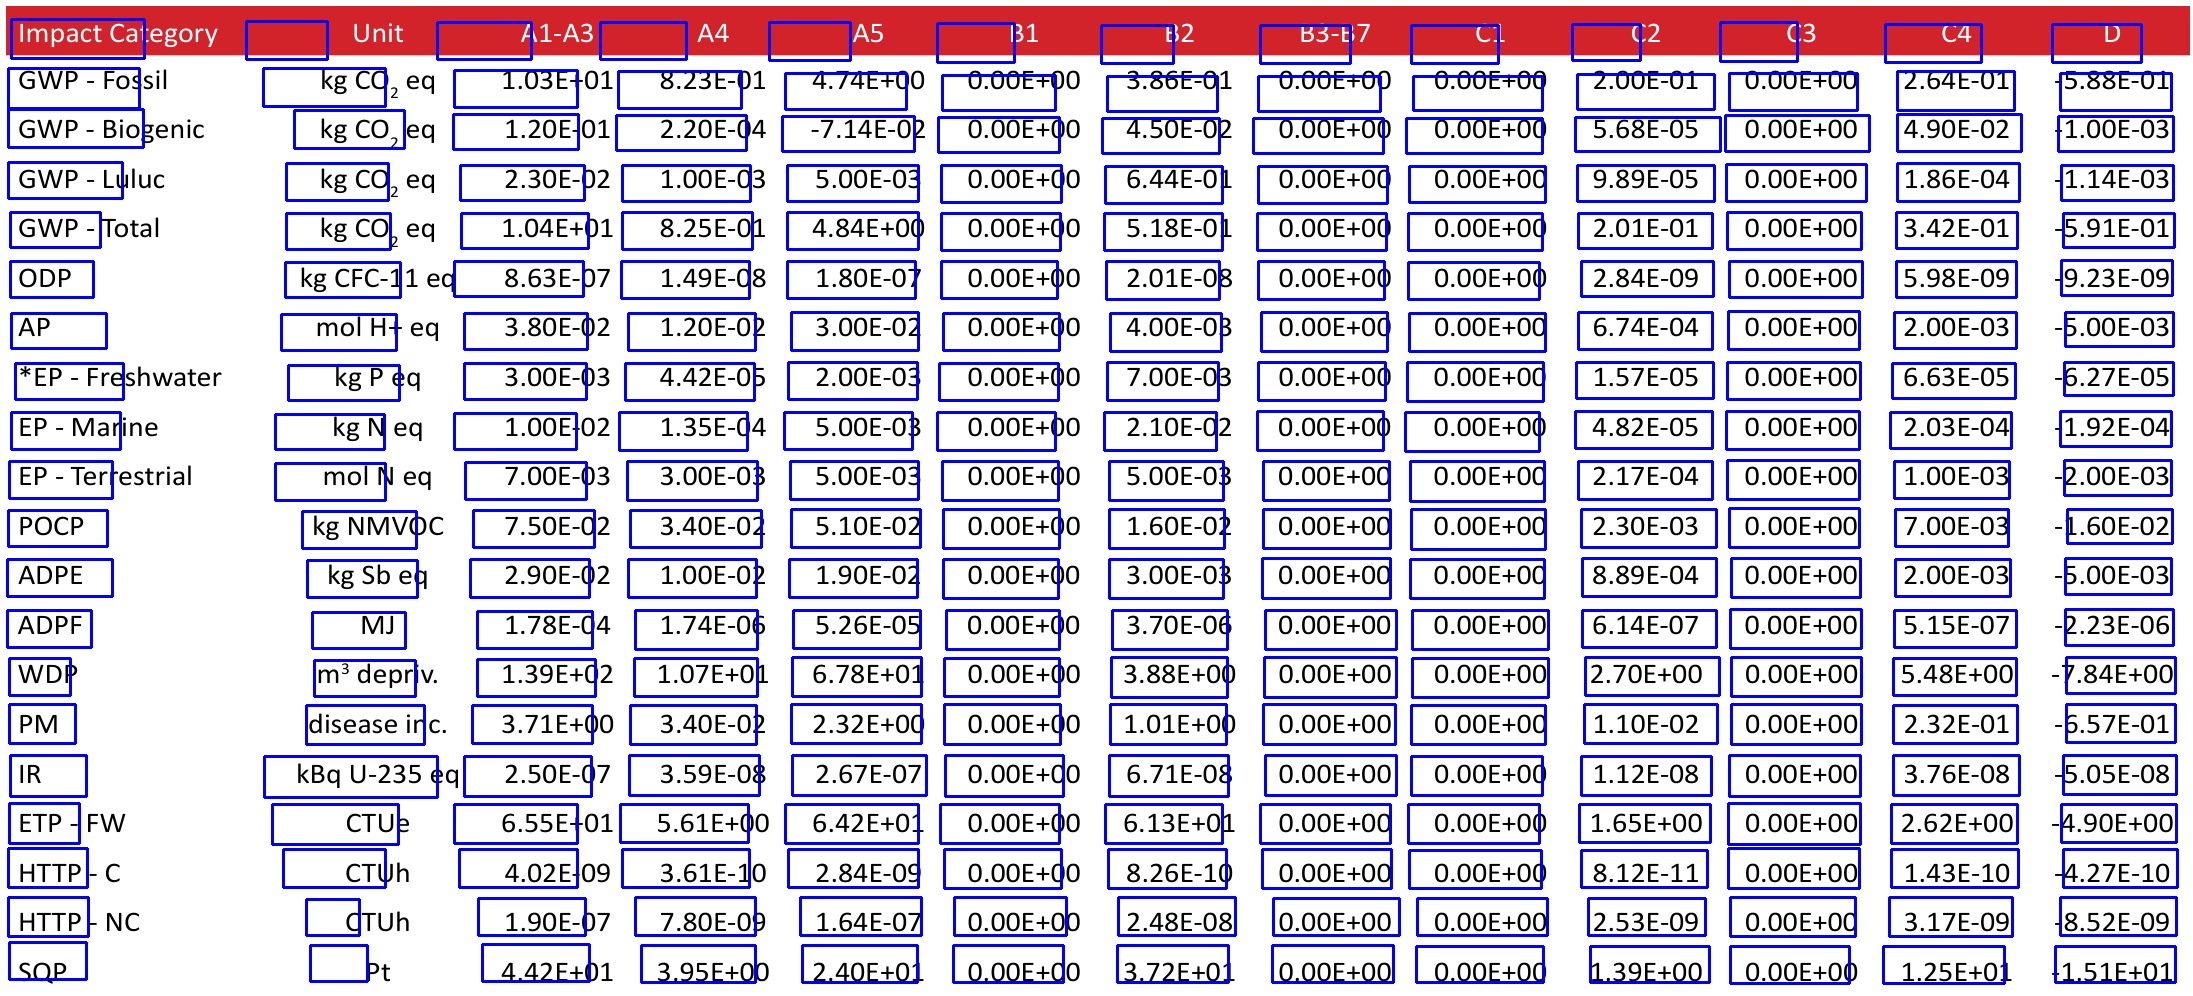 Impact Category Unit A1-A3 A4 A5 B1 B2 B3-B7 C1 C2 C3 C4 D
GWP - Fossil kg CO₂ eq 1.03E+01 8.23E-01 4.74E+00 0.00E+00 3.86E-01 0.00E+00 0.00E+00 2.00E-01 0.00E+00 2.64E-01 -5.88E-01
GWP - Biogenic kg CO₂ eq 1.20E-01 2.20E-04 -7.14E-02 0.00E+00 4.50E-02 0.00E+00 0.00E+00 5.68E-05 0.00E+00 4.90E-02 -1.00E-03
GWP - Luluc kg CO₂ eq 2.30E-02 1.00E-03 5.00E-03 0.00E+00 6.44E-01 0.00E+00 0.00E+00 9.89E-05 0.00E+00 1.86E-04 -1.14E-03
GWP - Total kg CO₂ eq 1.04E+01 8.25E-01 4.84E+00 0.00E+00 5.18E-01 0.00E+00 0.00E+00 2.01E-01 0.00E+00 3.42E-01 -5.91E-01
ODP kg CFC-11 eq 8.63E-07 1.49E-08 1.80E-07 0.00E+00 2.01E-08 0.00E+00 0.00E+00 2.84E-09 0.00E+00 5.98E-09 -9.23E-09
AP mol H+ eq 3.80E-02 1.20E-02 3.00E-02 0.00E+00 4.00E-03 0.00E+00 0.00E+00 6.74E-04 0.00E+00 2.00E-03 -5.00E-03
*EP - Freshwater kg P eq 3.00E-03 4.42E-05 2.00E-03 0.00E+00 7.00E-03 0.00E+00 0.00E+00 1.57E-05 0.00E+00 6.63E-05 -6.27E-05
EP - Marine kg N eq 1.00E-02 1.35E-04 5.00E-03 0.00E+00 2.10E-02 0.00E+00 0.00E+00 4.82E-05 0.00E+00 2.03E-04 -1.92E-04
EP - Terrestrial mol N eq 7.00E-03 3.00E-03 5.00E-03 0.00E+00 5.00E-03 0.00E+00 0.00E+00 2.17E-04 0.00E+00 1.00E-03 -2.00E-03
POCP kg NMVOC 7.50E-02 3.40E-02 5.10E-02 0.00E+00 1.60E-02 0.00E+00 0.00E+00 2.30E-03 0.00E+00 7.00E-03 -1.60E-02
ADPE kg Sb eq 2.90E-02 1.00E-02 1.90E-02 0.00E+00 3.00E-03 0.00E+00 0.00E+00 8.89E-04 0.00E+00 2.00E-03 -5.00E-03
ADPF MJ 1.78E-04 1.74E-06 5.26E-05 0.00E+00 3.70E-06 0.00E+00 0.00E+00 6.14E-07 0.00E+00 5.15E-07 -2.23E-06
WDP m³ depriv. 1.39E+02 1.07E+01 6.78E+01 0.00E+00 3.88E+00 0.00E+00 0.00E+00 2.70E+00 0.00E+00 5.48E+00 -7.84E+00
PM disease inc. 3.71E+00 3.40E-02 2.32E+00 0.00E+00 1.01E+00 0.00E+00 0.00E+00 1.10E-02 0.00E+00 2.32E-01 -6.57E-01
IR kBq U-235 eq 2.50E-07 3.59E-08 2.67E-07 0.00E+00 6.71E-08 0.00E+00 0.00E+00 1.12E-08 0.00E+00 3.76E-08 -5.05E-08
ETP - FW CTUe 6.55E+01 5.61E+00 6.42E+01 0.00E+00 6.13E+01 0.00E+00 0.00E+00 1.65E+00 0.00E+00 2.62E+00 -4.90E+00
HTTP - C CTUh 4.02E-09 3.61E-10 2.84E-09 0.00E+00 8.26E-10 0.00E+00 0.00E+00 8.12E-11 0.00E+00 1.43E-10 -4.27E-10
HTTP - NC CTUh 1.90E-07 7.80E-09 1.64E-07 0.00E+00 2.48E-08 0.00E+00 0.00E+00 2.53E-09 0.00E+00 3.17E-09 -8.52E-09
SQP Pt 4.42E+01 3.95E+00 2.40E+01 0.00E+00 3.72E+01 0.00E+00 0.00E+00 1.39E+00 0.00E+00 1.25E+01 -1.51E+01